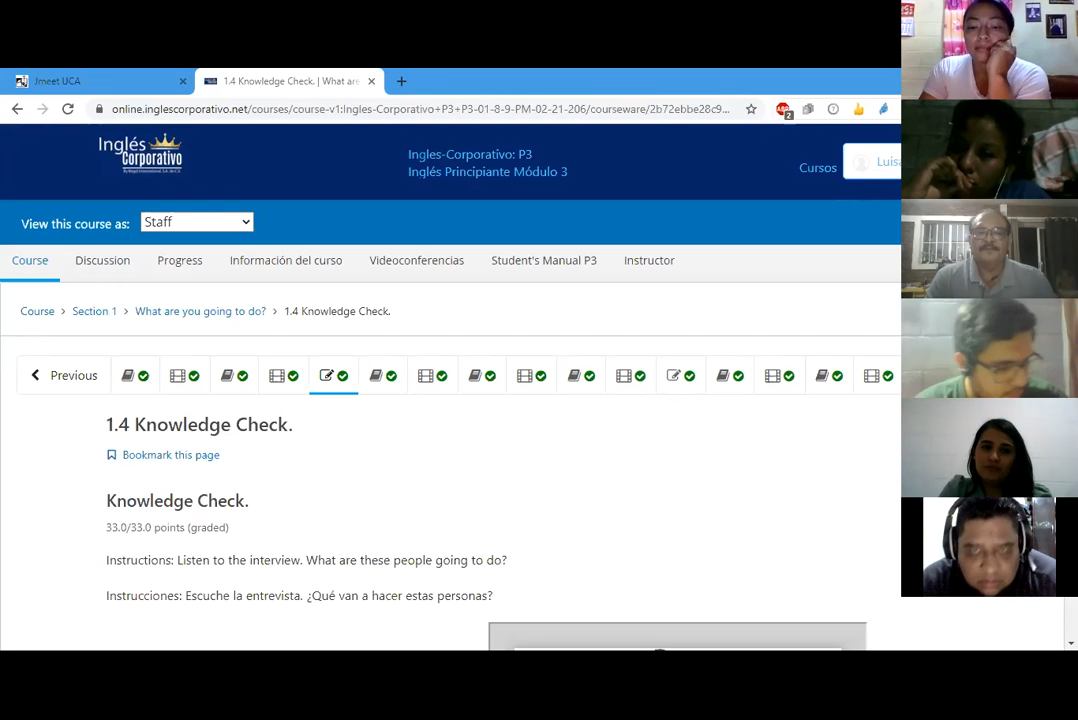 Jmeet UCA
1.4 Knowledge Check. | What are
online.inglescorporativo.net/courses/course-v1:Ingles-Corporativo+P3+P3-01-8-9-PM-02-21-206/courseware/2b72ebbe28c9...
2
Inglés
Corporativo
Ingles-Corporativo: P3
Inglés Principiante Módulo 3
Cursos
Luisa
View this course as:
Staff
Course
Discussion
Progress
Información del curso
Videoconferencias
Student's Manual P3
Instructor
Course > Section 1 > What are you going to do? > 1.4 Knowledge Check.
Previous
1.4 Knowledge Check.
Bookmark this page
Knowledge Check.
33.0/33.0 points (graded)
Instructions: Listen to the interview. What are these people going to do?
Instrucciones: Escuche la entrevista. ¿Qué van a hacer estas personas?